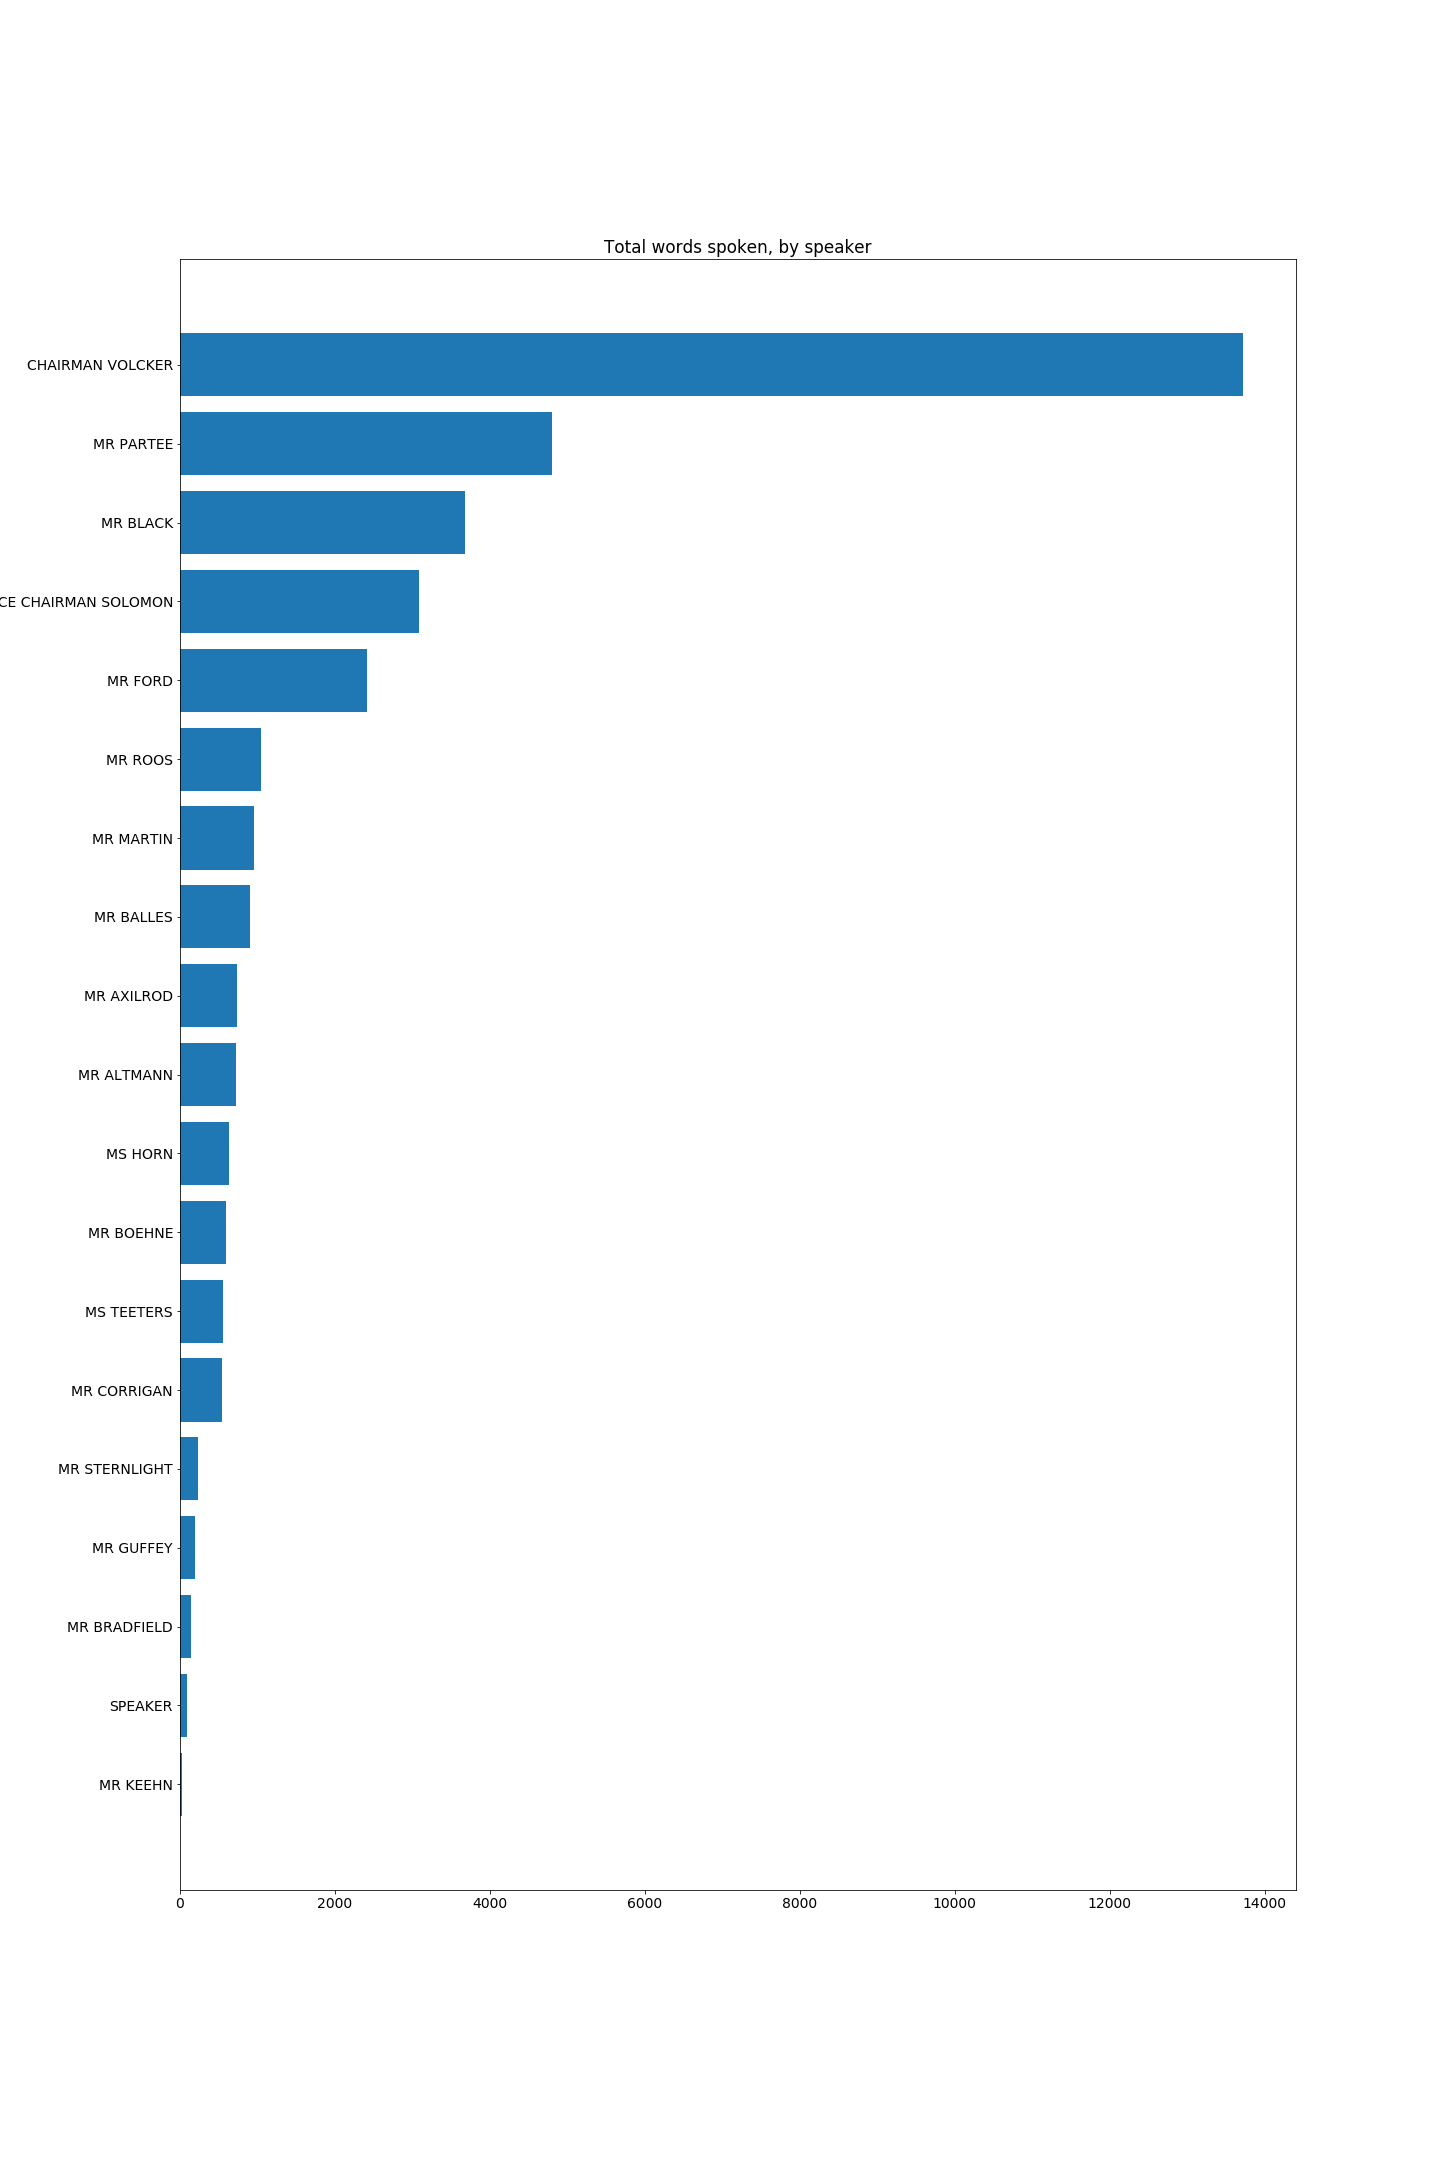 Total words spoken, by speaker
CHAIRMAN VOLCKER
MR PARTEE
MR BLACK
CE CHAIRMAN SOLOMON
MR FORD
MR ROOS
MR MARTIN
MR BALLES
MR AXILROD
MR ALTMANN
MS HORN
MR BOEHNE
MS TEETERS
MR CORRIGAN
MR STERNLIGHT
MR GUFFEY
MR BRADFIELD
SPEAKER
MR KEEHN
0 2000 4000 6000 8000 10000 12000 14000